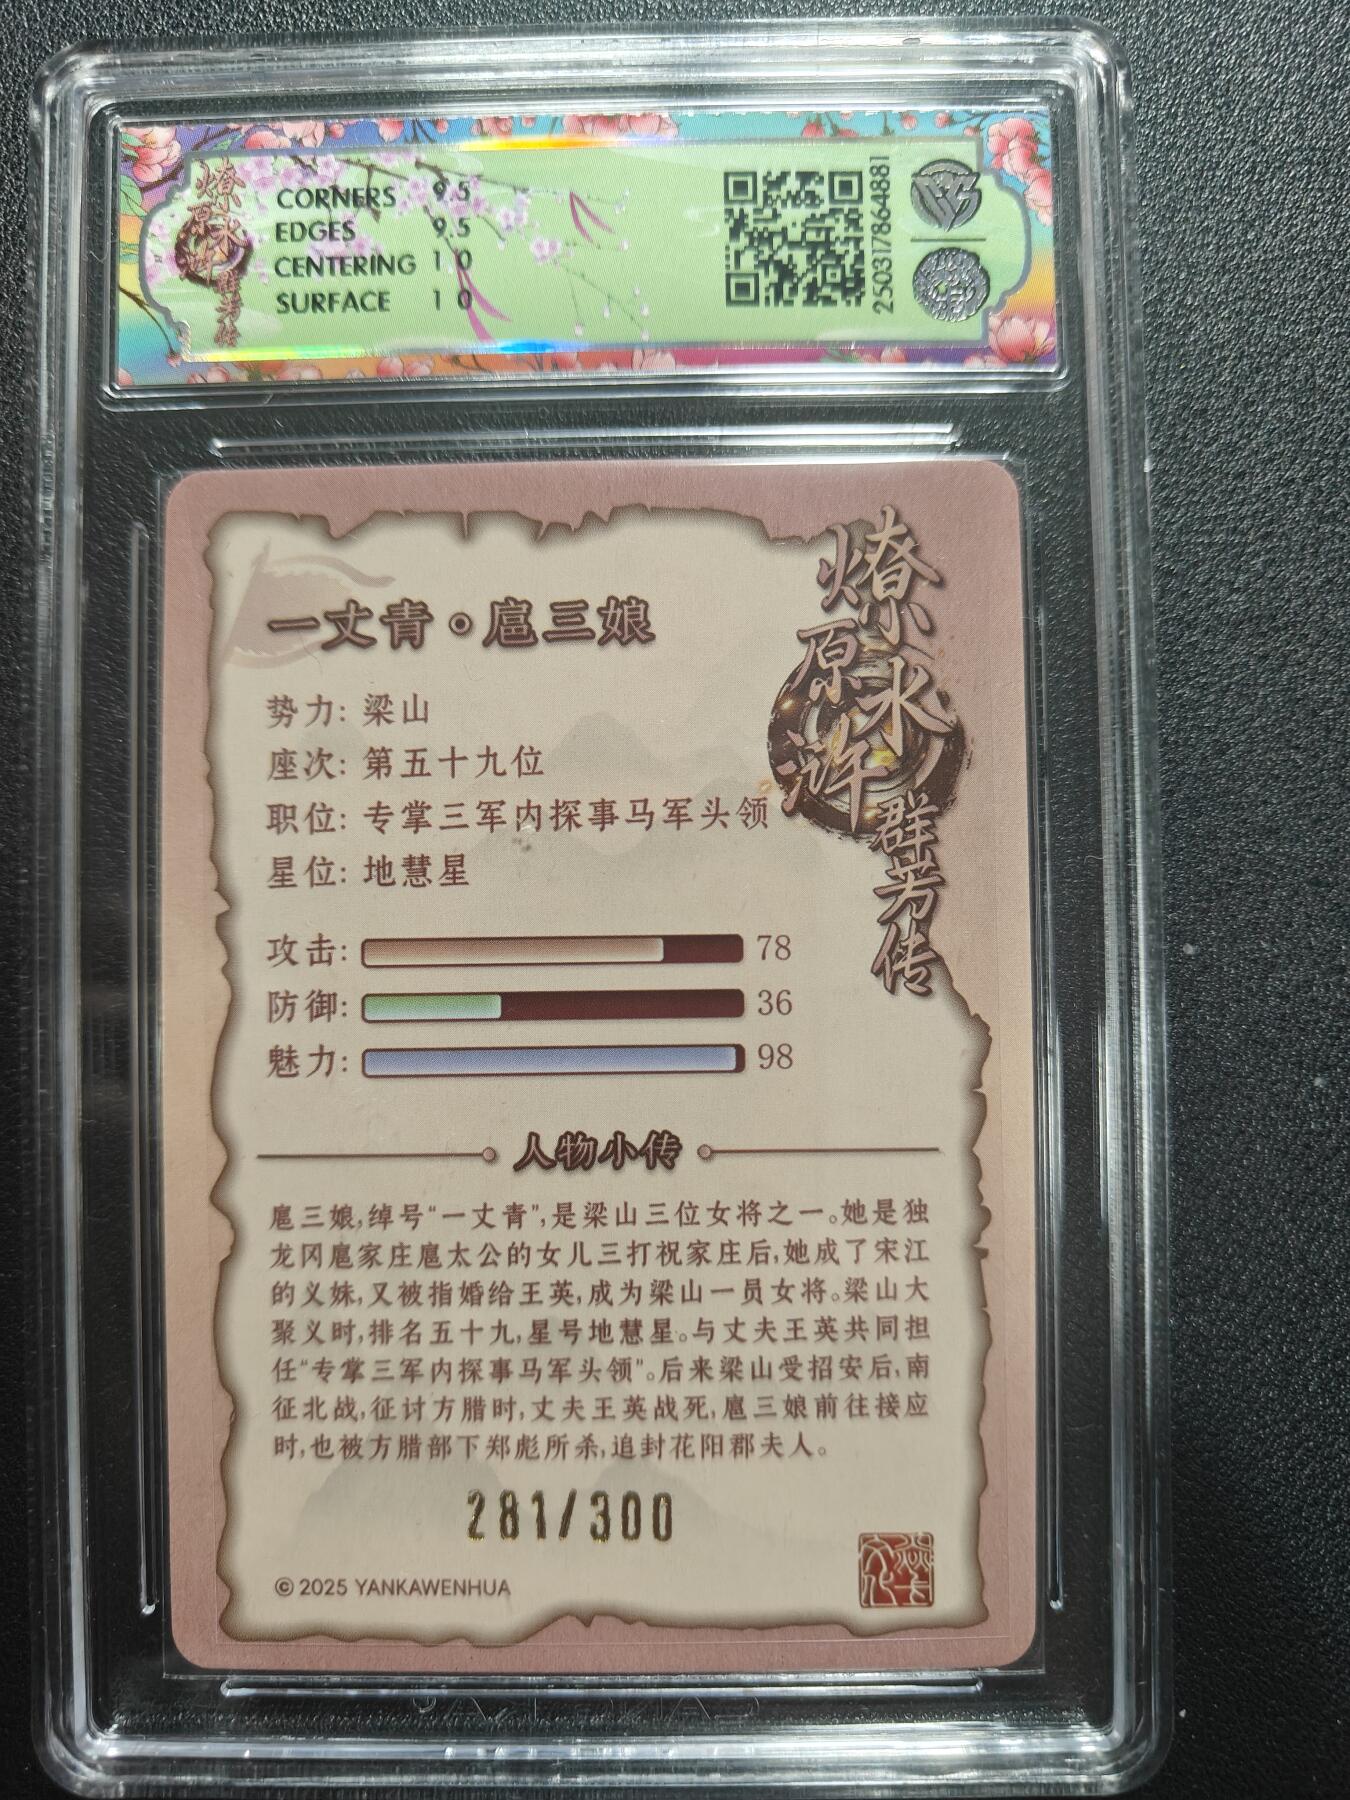 燎原水浒群芳传
CORNERS 9.5
EDGES 9.5
CENTERING 10
SURFACE 10
250317864881
燎原水浒群芳传
一丈青·扈三娘
势力: 梁山
座次: 第五十九位
职位: 专掌三军内探事马军头领
星位: 地慧星
攻击: 78
防御: 36
魅力: 98
人物小传
扈三娘,绰号“一丈青”,是梁山三位女将之一。她是独
龙冈扈家庄扈太公的女儿三打祝家庄后,她成了宋江
的义妹,又被指婚给王英,成为梁山一员女将。梁山大
聚义时,排名五十九,星号地慧星。与丈夫王英共同担
任“专掌三军内探事马军头领”。后来梁山受招安后,南
征北战,征讨方腊时,丈夫王英战死,扈三娘前往接应
时,也被方腊部下郑彪所杀,追封花阳郡夫人。
281/300
© 2025 YANKAWENHUA